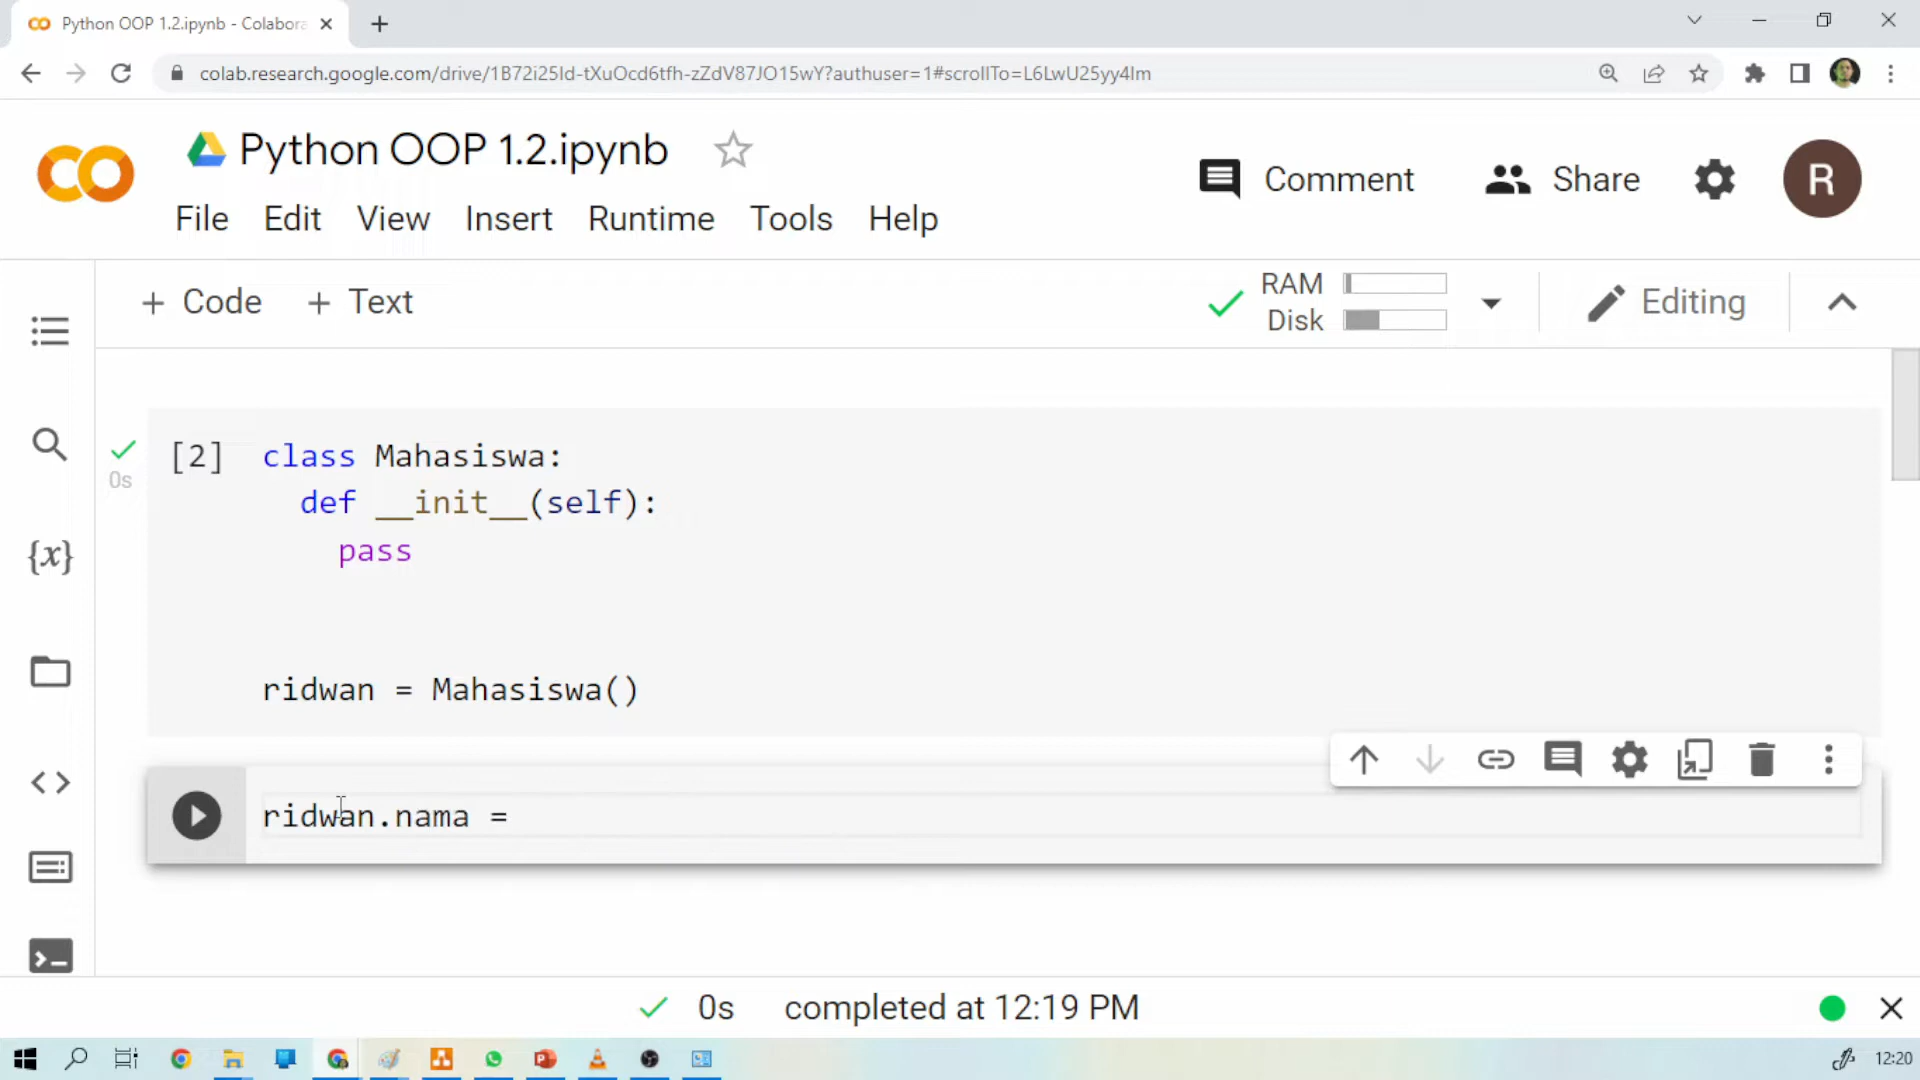 Python OOP 1.2.ipynb - Colabora
colab.research.google.com/drive/1B72i25Id-tXuOcd6tfh-zZdV87JO15wY?authuser=1#scrollTo=L6LwU25yy4lm
Python OOP 1.2.ipynb
Comment
Share
R
File Edit View Insert Runtime Tools Help
+ Code + Text
RAM
Disk
Editing
[2] class Mahasiswa:
0s
def __init__(self):
pass
ridwan = Mahasiswa()
ridwan.nama =
0s completed at 12:19 PM
12:20